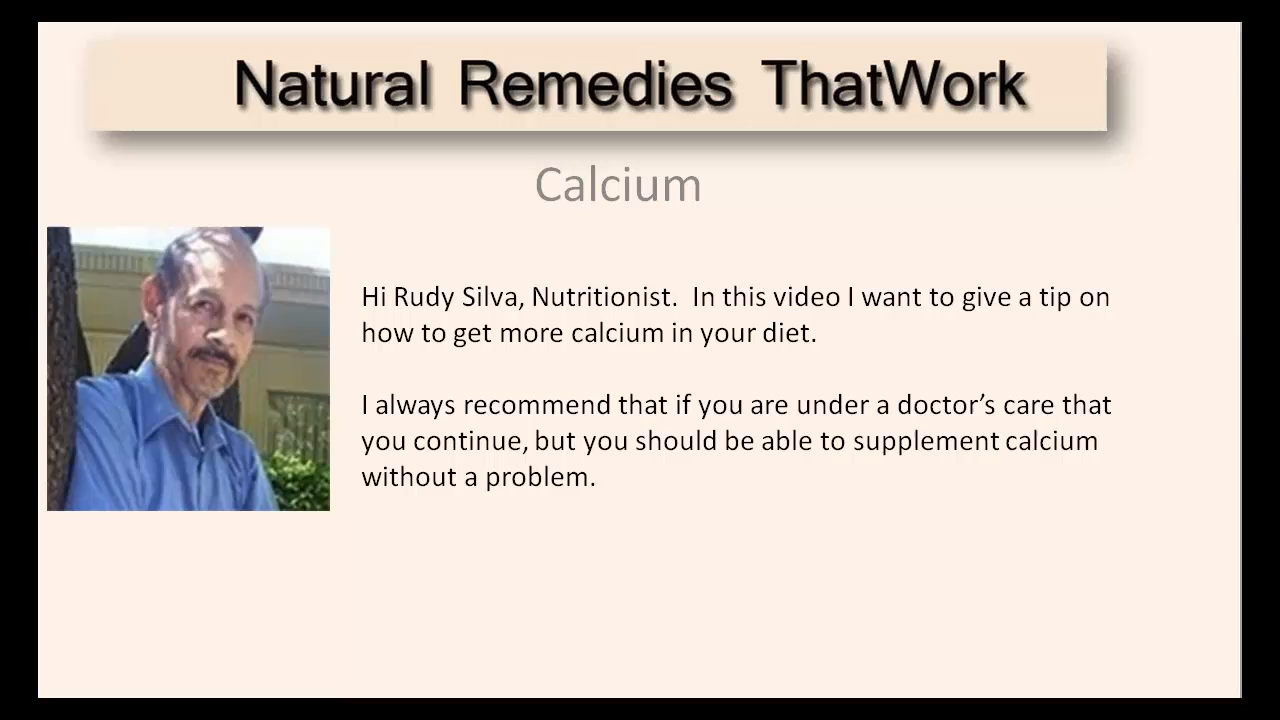 Natural Remedies ThatWork
Calcium
Hi Rudy Silva, Nutritionist.  In this video I want to give a tip on
how to get more calcium in your diet.
I always recommend that if you are under a doctor’s care that
you continue, but you should be able to supplement calcium
without a problem.